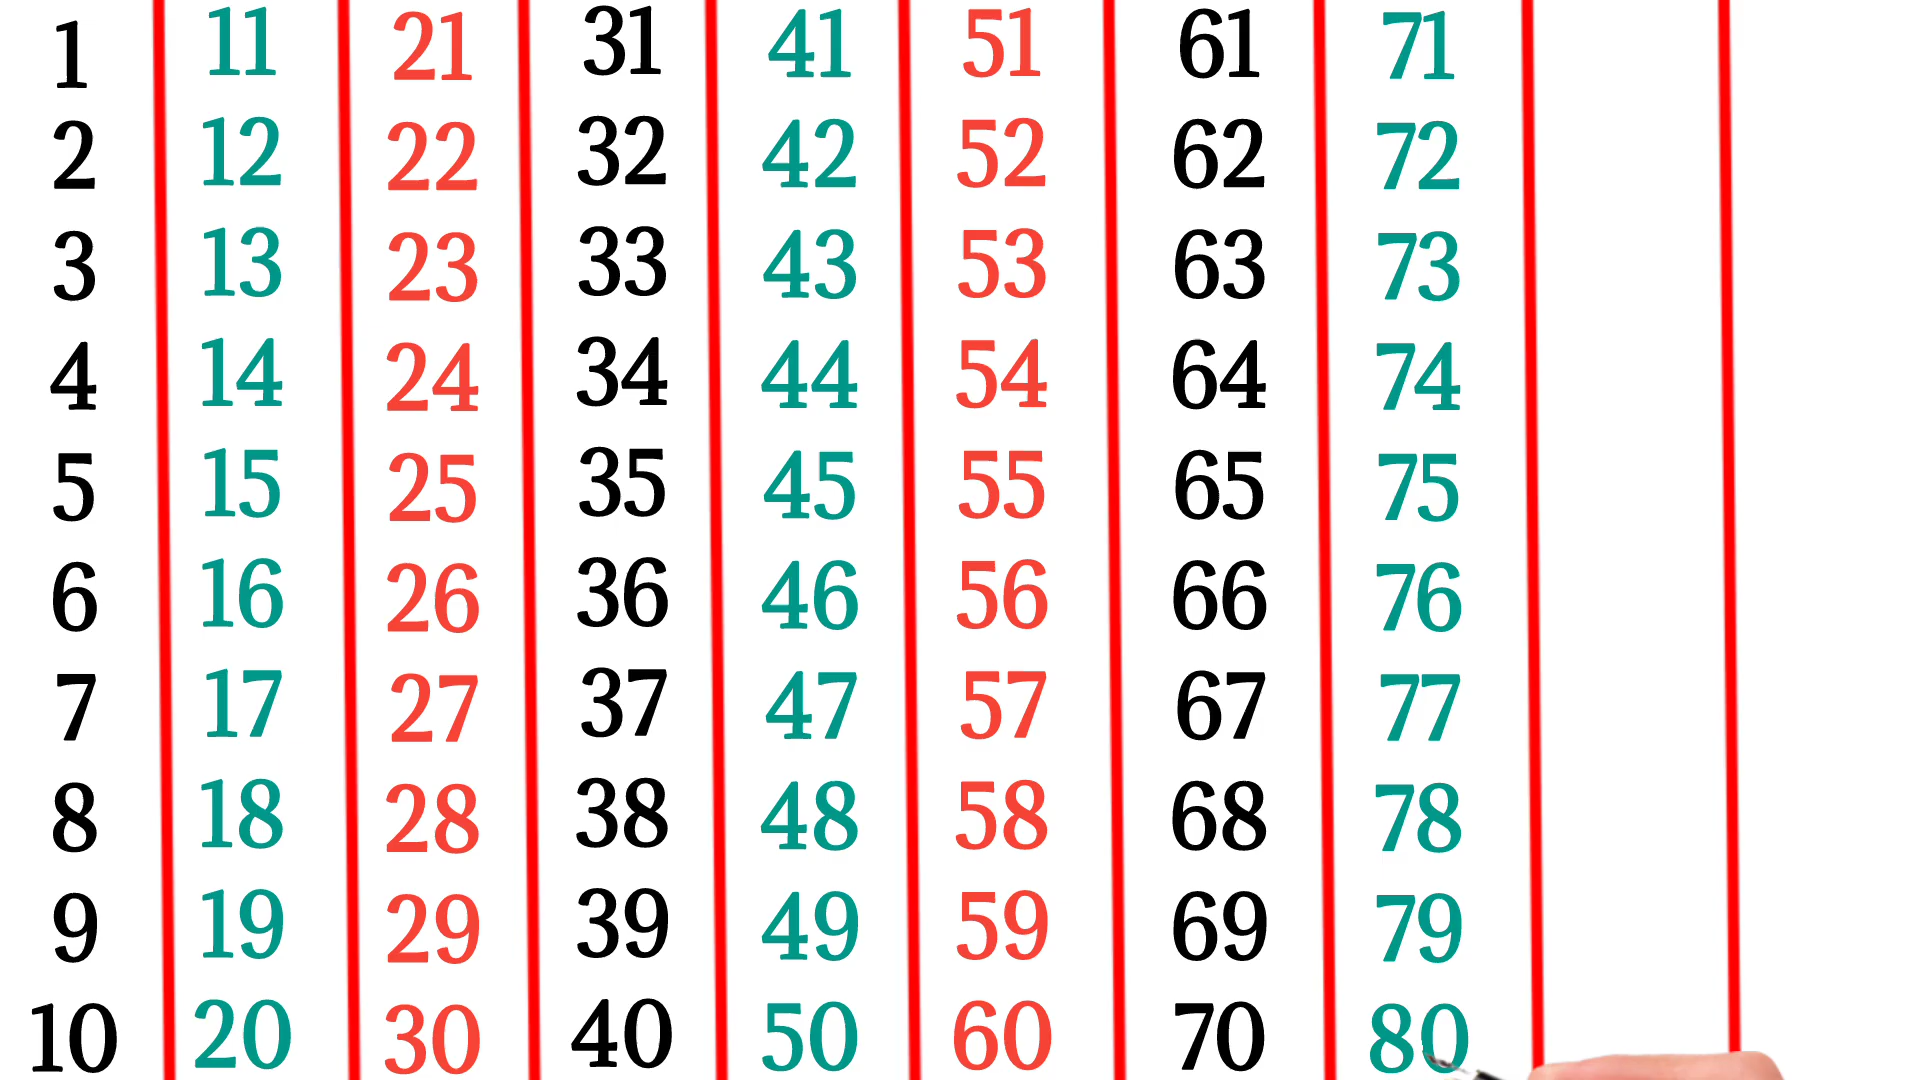 1 11 21 31 41 51 61 71
2 12 22 32 42 52 62 72
3 13 23 33 43 53 63 73
4 14 24 34 44 54 64 74
5 15 25 35 45 55 65 75
6 16 26 36 46 56 66 76
7 17 27 37 47 57 67 77
8 18 28 38 48 58 68 78
9 19 29 39 49 59 69 79
10 20 30 40 50 60 70 80